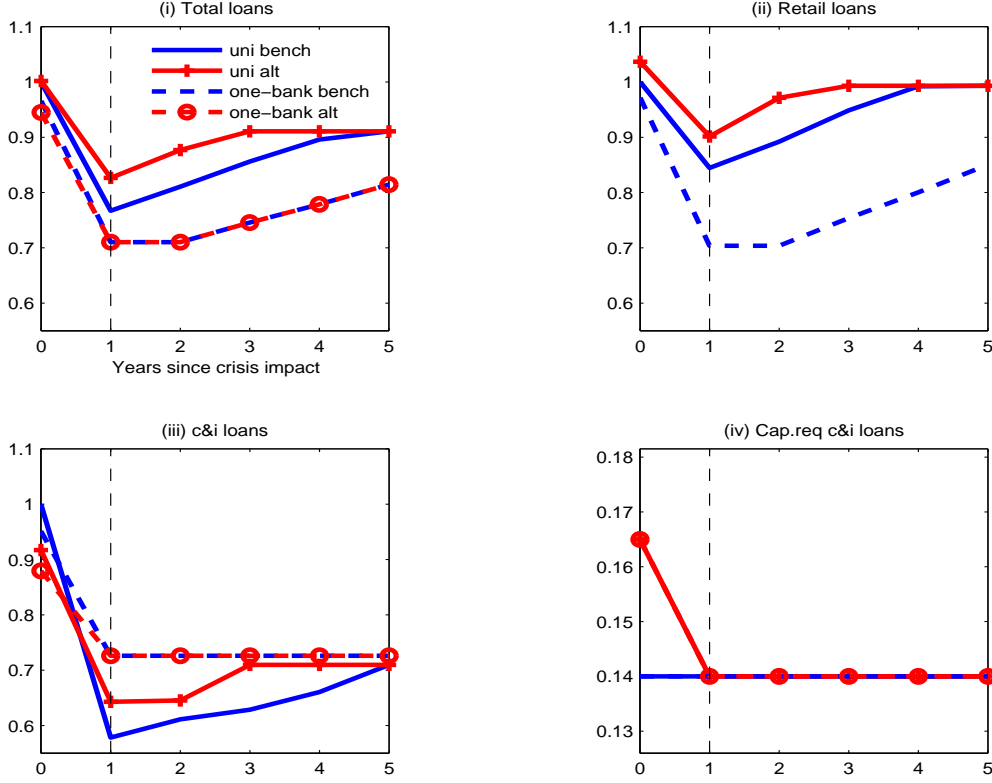 (i) Total loans
1.1
1
0.9
0.8
0.7
0.6
uni bench
uni alt
one−bank bench
one−bank alt
0 1 2 3 4 5
Years since crisis impact
(ii) Retail loans
1.1
1
0.9
0.8
0.7
0.6
0 1 2 3 4 5
(iii) c&i loans
1.1
1
0.9
0.8
0.7
0.6
0 1 2 3 4 5
(iv) Cap.req c&i loans
0.18
0.17
0.16
0.15
0.14
0.13
0 1 2 3 4 5